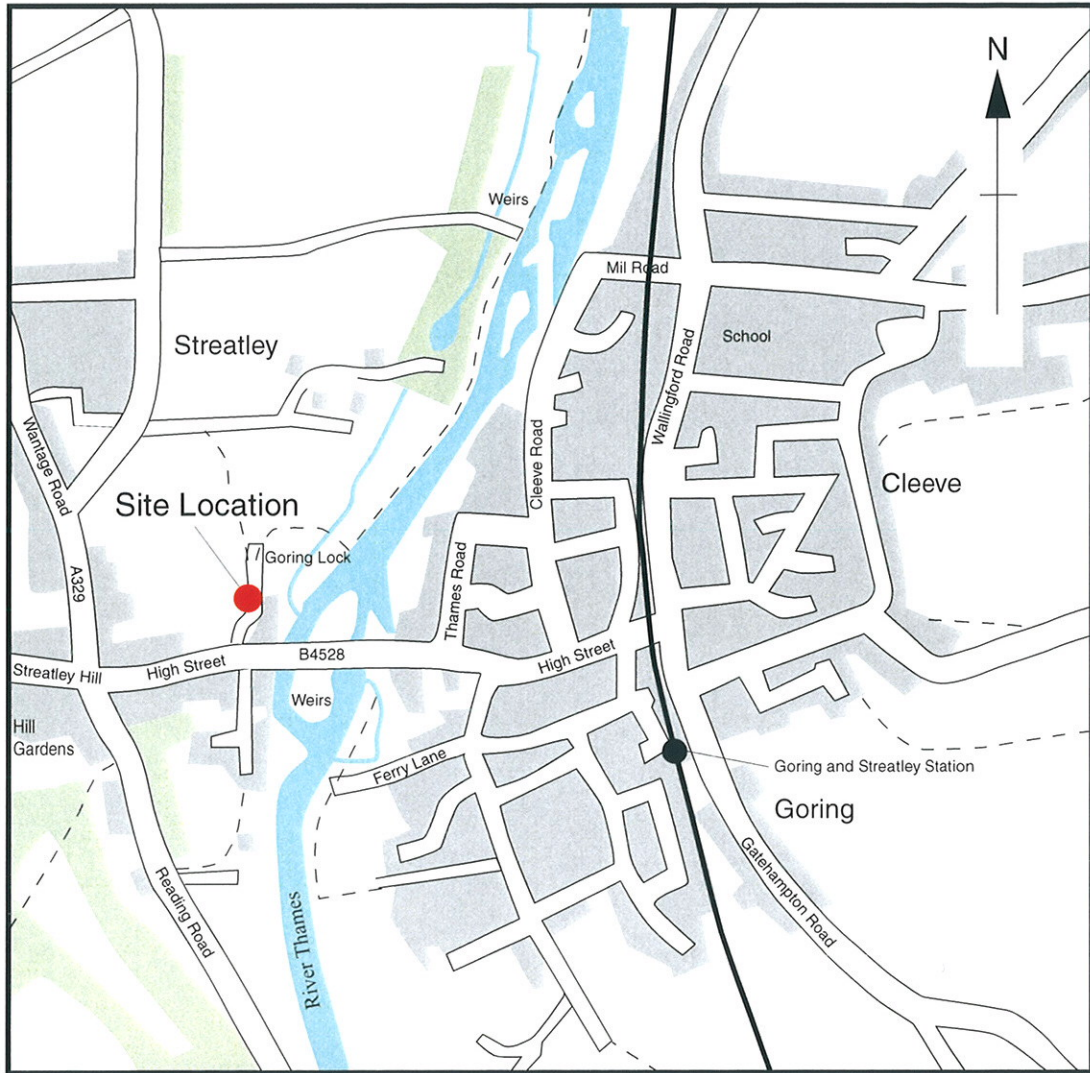 N
Weirs
Mil Road
Streatley
School
Wallingford Road
Wantage Road
Cleeve Road
Cleeve
Site Location
Goring Lock
A329
Thames Road
B4528
High Street
High Street
Streatley Hill
Weirs
Hill
Gardens
Ferry Lane
Goring and Streatley Station
Goring
Gatehampton Road
Reading Road
River Thames